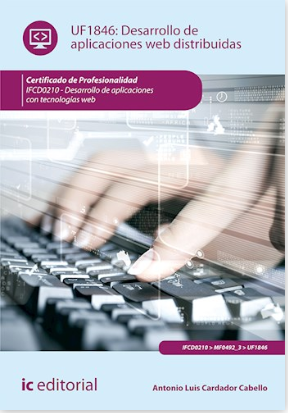 UF1846: Desarrollo de
aplicaciones web distribuidas
Certificado de Profesionalidad
IFCD0210 - Desarrollo de aplicaciones
con tecnologías web
IFCD0210 > MF0492_3 > UF1846
ic editorial
Antonio Luis Cardador Cabello